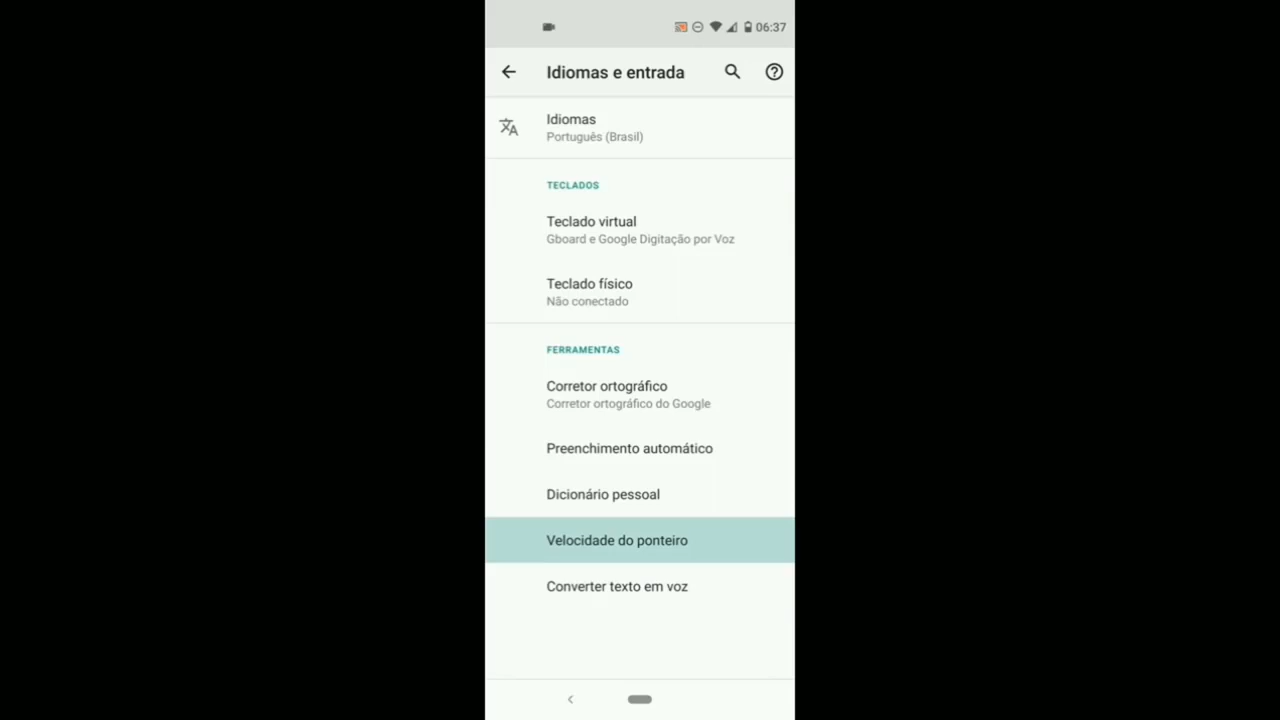 06:37
Idiomas e entrada
Idiomas
Português (Brasil)
TECLADOS
Teclado virtual
Gboard e Google Digitação por Voz
Teclado físico
Não conectado
FERRAMENTAS
Corretor ortográfico
Corretor ortográfico do Google
Preenchimento automático
Dicionário pessoal
Velocidade do ponteiro
Converter texto em voz